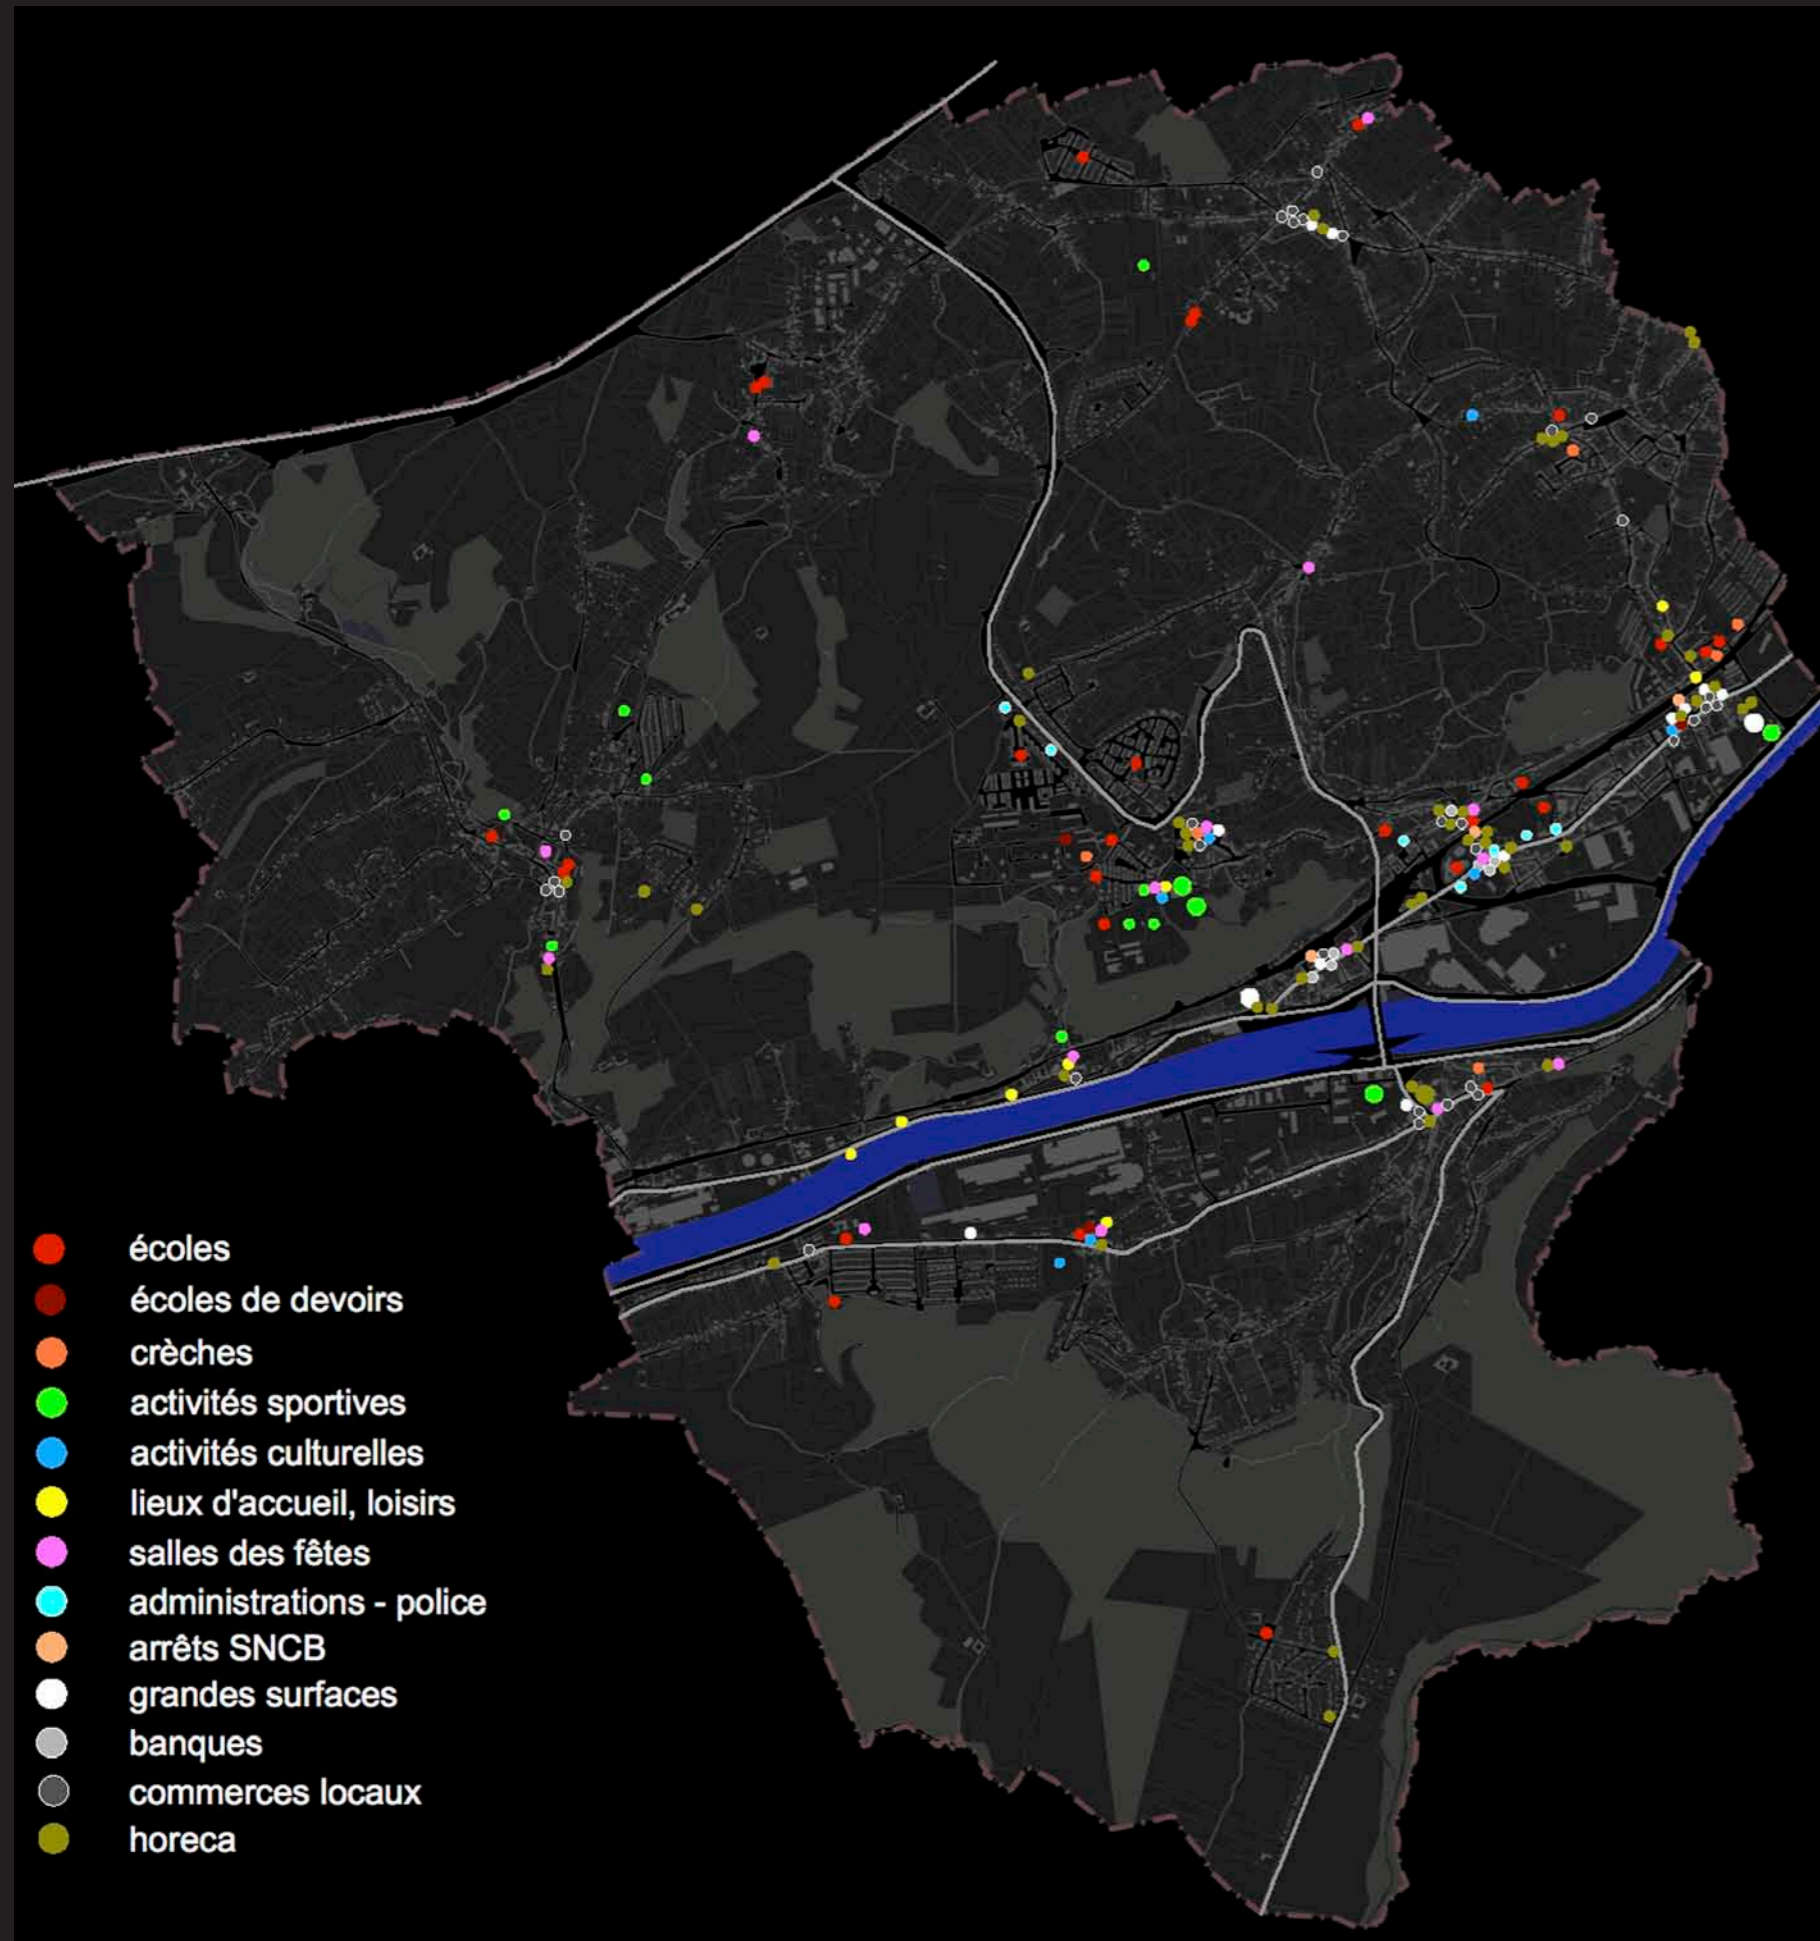 écoles
écoles de devoirs
crèches
activités sportives
activités culturelles
lieux d'accueil, loisirs
salles des fêtes
administrations - police
arrêts SNCB
grandes surfaces
banques
commerces locaux
horeca